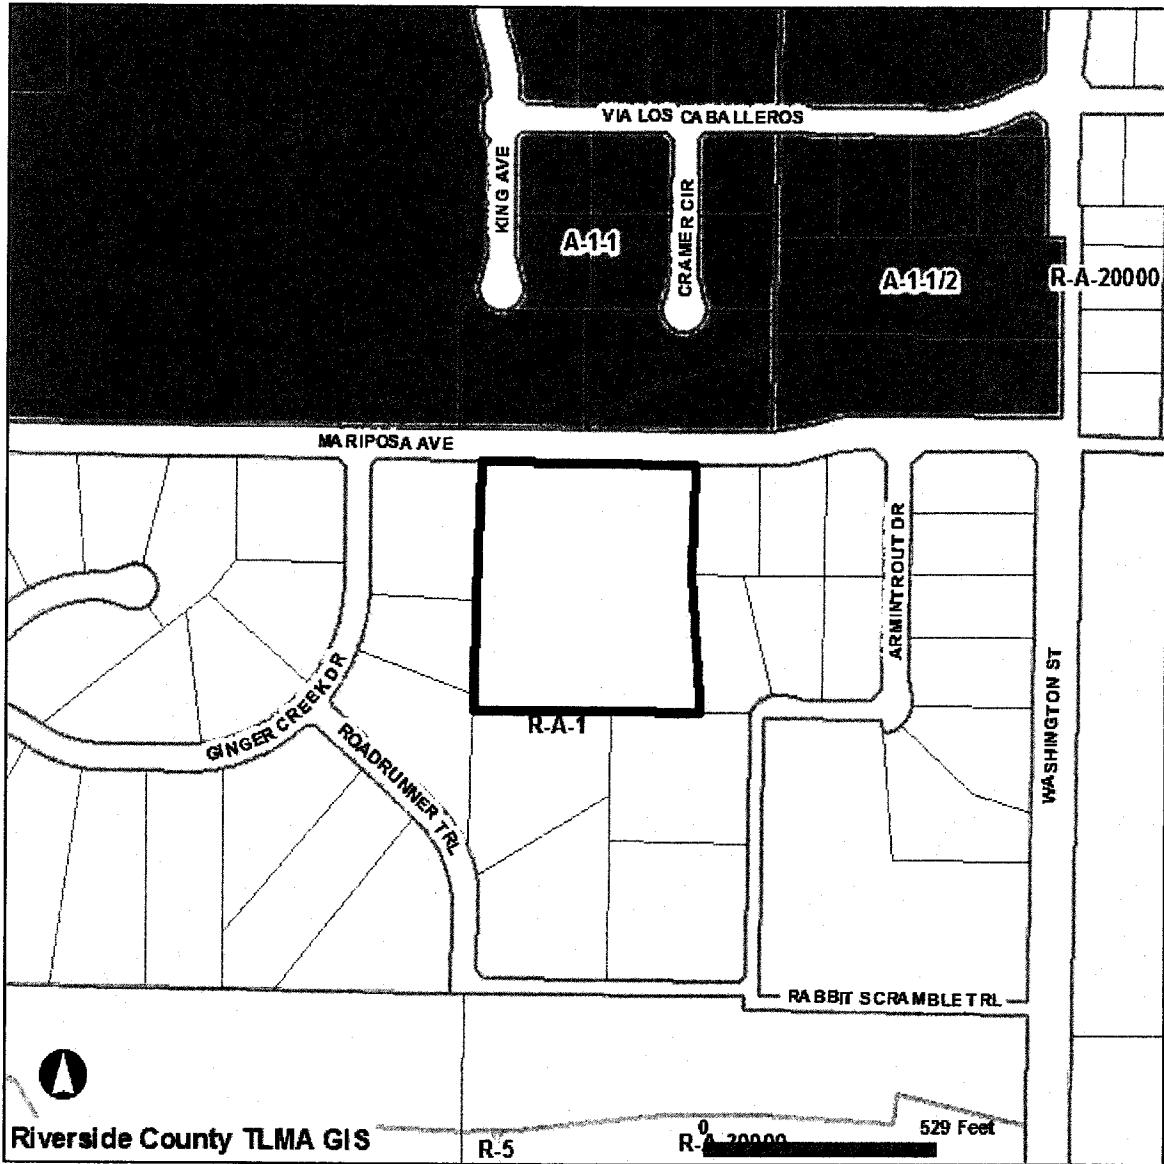 VIA LOS CABALLEROS
KING AVE
CRAMER CIR
A-1-1
A-1-1/2
R-A-20000
MARIPOSA AVE
ARMINTROUT DR
WASHINGTON ST
GINGER CREEK DR
R-A-1
ROADRUNNER TRL
RABBIT SCRAMBLE TRL
Riverside County TLMA GIS
R-5
R-A-20000
0
529 Feet